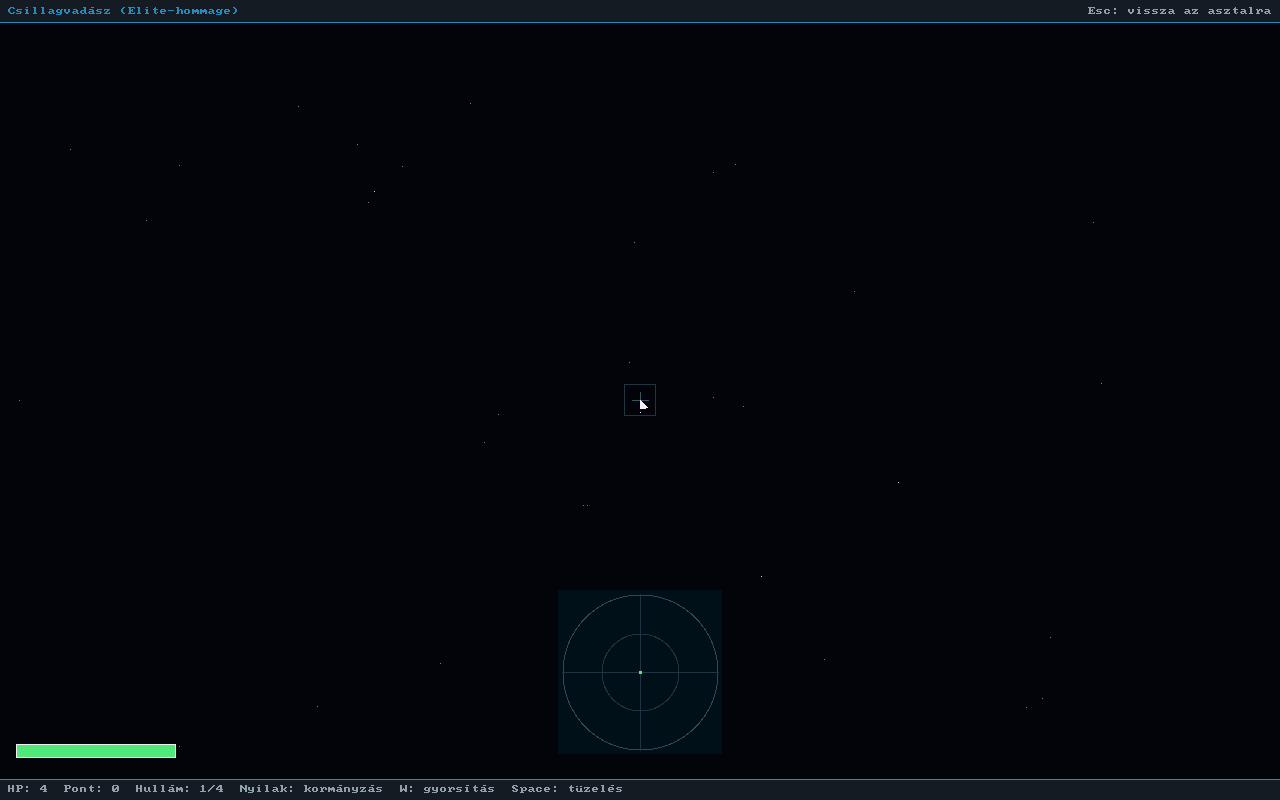 Csillagvadász (Elite-hommage)
Esc: vissza az asztalra
HP: 4  Pont: 0  Hullám: 1/4  Nyilak: kormányzás  W: gyorsítás  Space: tüzelés